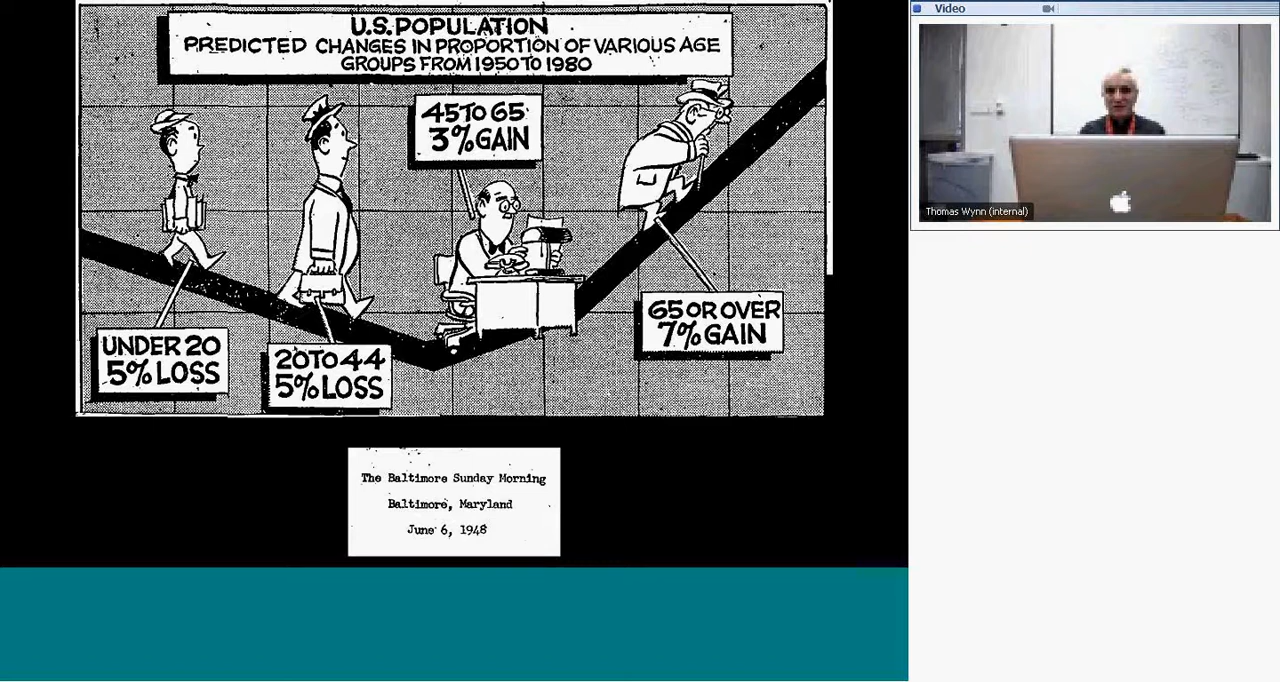 U.S. POPULATION
PREDICTED CHANGES IN PROPORTION OF VARIOUS AGE
GROUPS FROM 1950 TO 1980
45 TO 65
3% GAIN
UNDER 20
5% LOSS
20 TO 44
5% LOSS
65 OR OVER
7% GAIN
The Baltimore Sunday Morning
Baltimore, Maryland
June 6, 1948
Video
Thomas Wynn (internal)